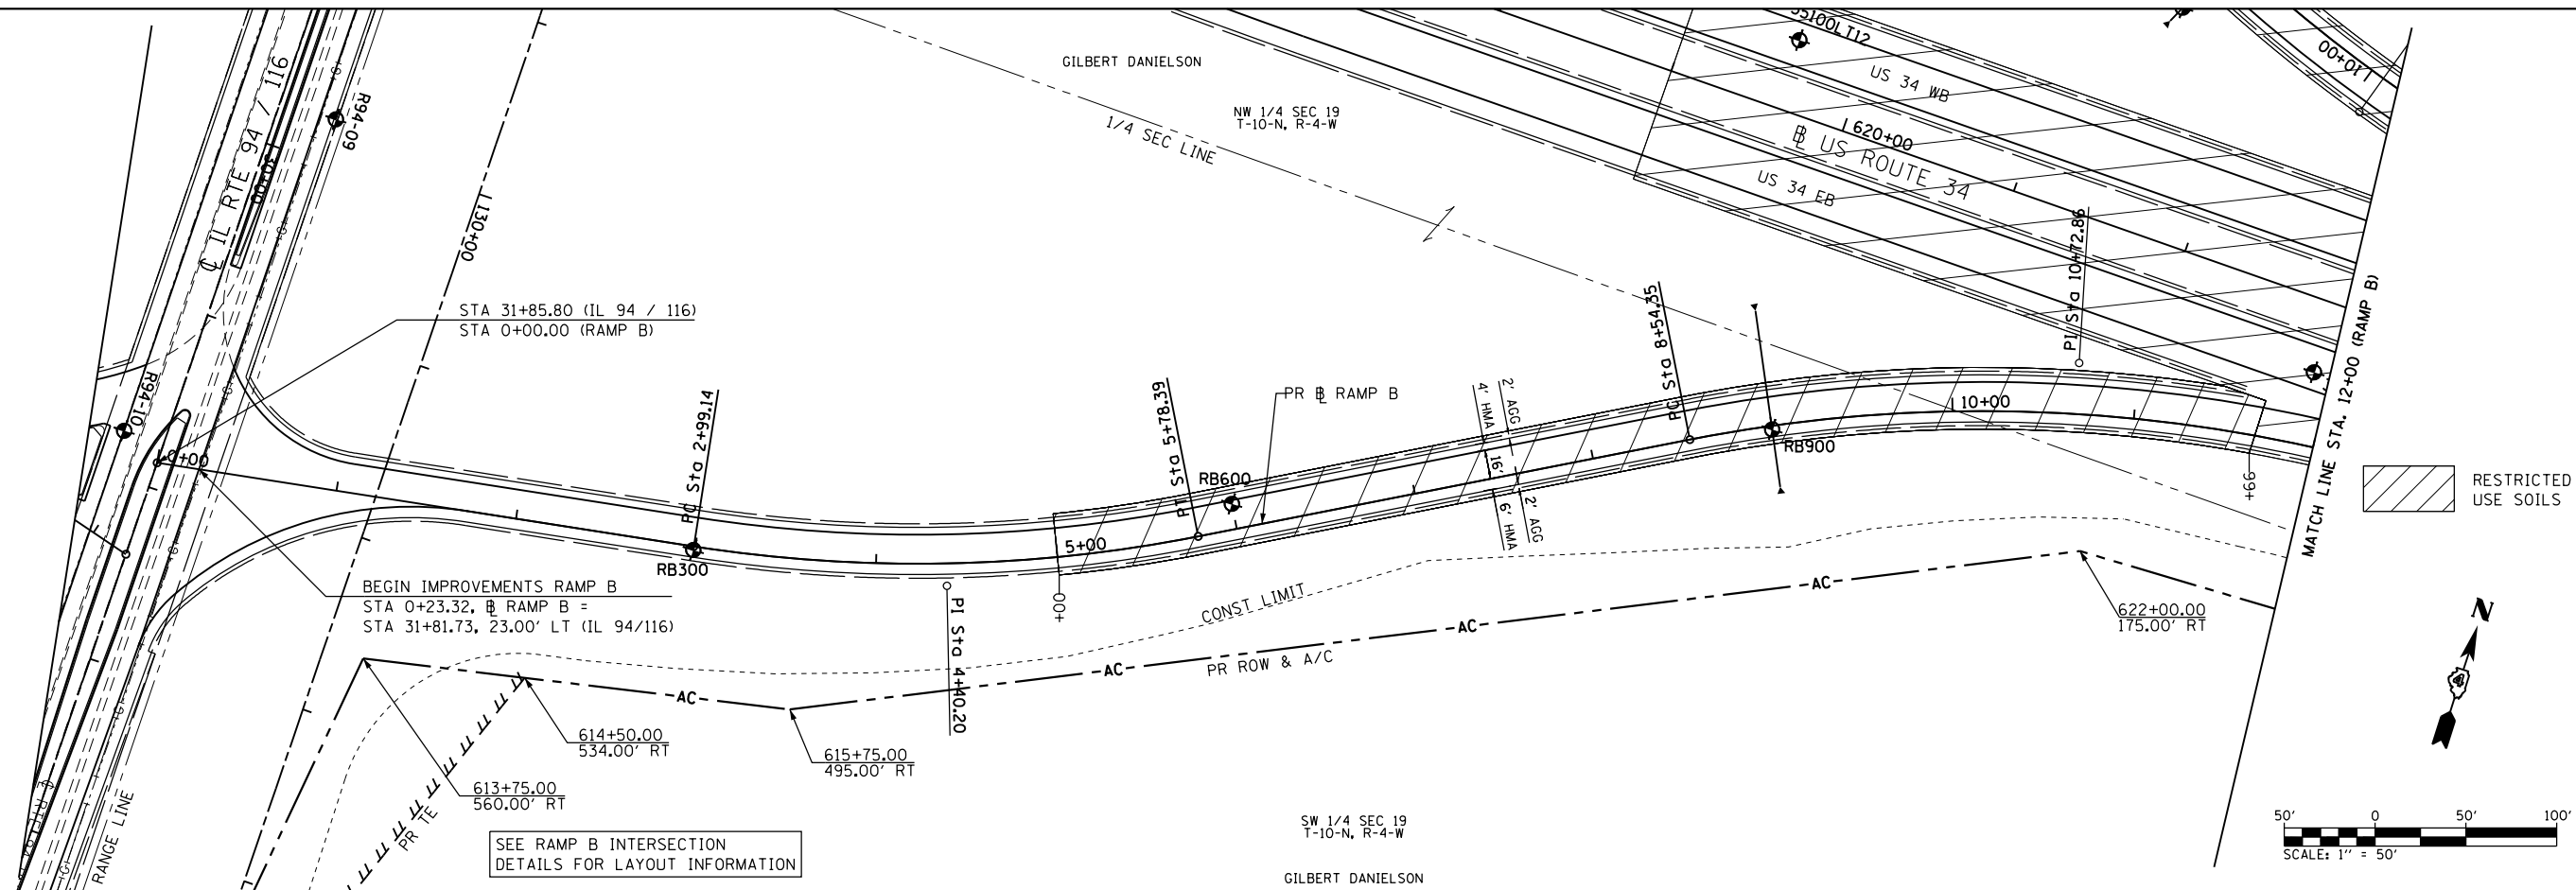 GILBERT DANIELSON
NW 1/4 SEC 19
T-10-N, R-4-W
1/4 SEC LINE
55100LT12
US 34 WB
620+00
℄ US ROUTE 34
US 34 EB
110+00
PI Sta 10+72.86
MATCH LINE STA. 12+00 (RAMP B)
℄ IL RTE 94 / 116
30+00
R94-09
130+00
STA 31+85.80 (IL 94 / 116)
STA 0+00.00 (RAMP B)
R94-10
0+00
PC Sta 2+99.14
RB300
PT Sta 5+78.39
RB600
PR ℄ RAMP B
4' HMA
2' AGG
16'
6' HMA
2' AGG
PC Sta 8+54.35
RB900
10+00
+99
RESTRICTED
USE SOILS
5+00
+00
BEGIN IMPROVEMENTS RAMP B
STA 0+23.32, ℄ RAMP B =
STA 31+81.73, 23.00' LT (IL 94/116)
PI Sta 4+40.20
CONST LIMIT
AC
AC
AC
AC
PR ROW & A/C
622+00.00
175.00' RT
N
614+50.00
534.00' RT
615+75.00
495.00' RT
613+75.00
560.00' RT
PR TE
RANGE LINE
SEE RAMP B INTERSECTION
DETAILS FOR LAYOUT INFORMATION
SW 1/4 SEC 19
T-10-N, R-4-W
GILBERT DANIELSON
50' 0 50' 100'
SCALE: 1" = 50'